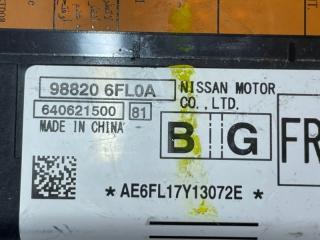 98820 6FL0A
NISSAN MOTOR
CO.,LTD.
640621500 81
MADE IN CHINA
B G
FR
*AE6FL17Y13072E *